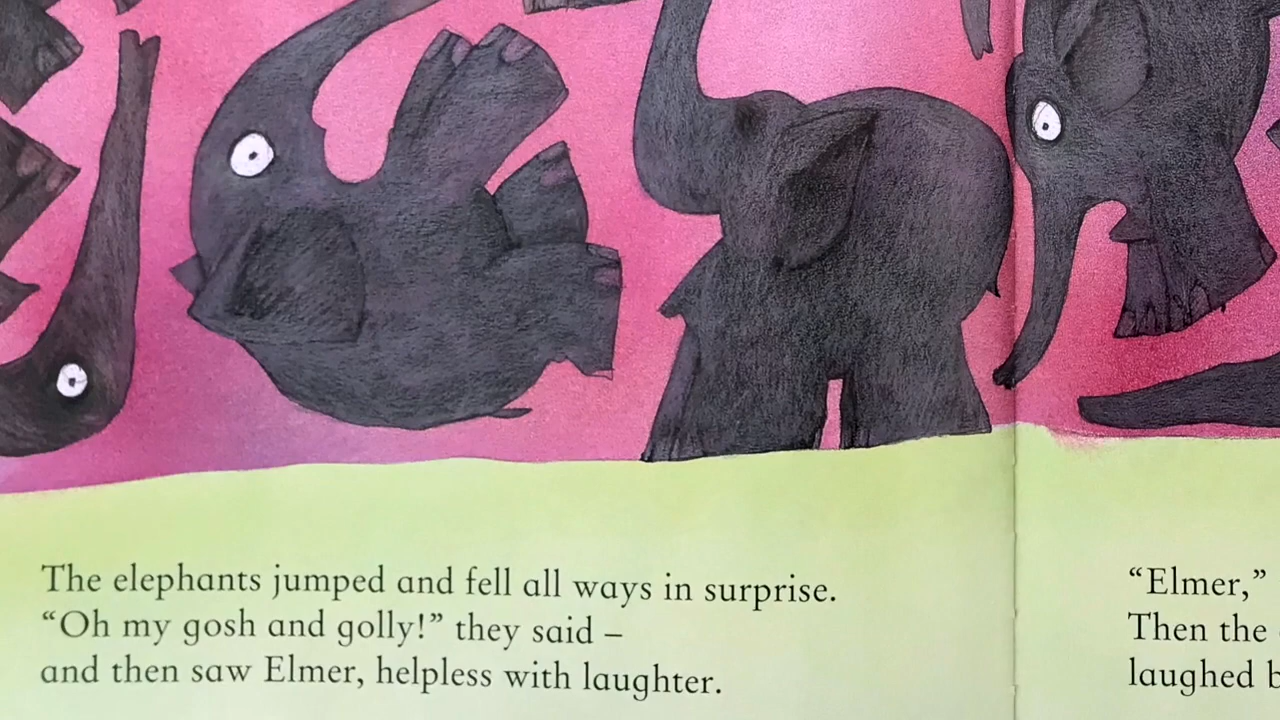 The elephants jumped and fell all ways in surprise.
“Oh my gosh and golly!” they said –
and then saw Elmer, helpless with laughter.
“Elmer,”
Then the
laughed b